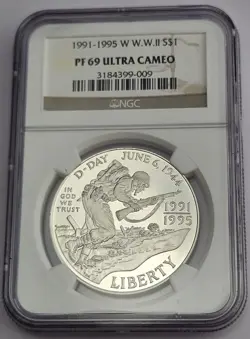 1991-1995 W W.W.II S$1
PF 69 ULTRA CAMEO
3184399-009
NGC
D-DAY JUNE 6, 1944
IN
GOD
WE
TRUST
1991
1995
LIBERTY